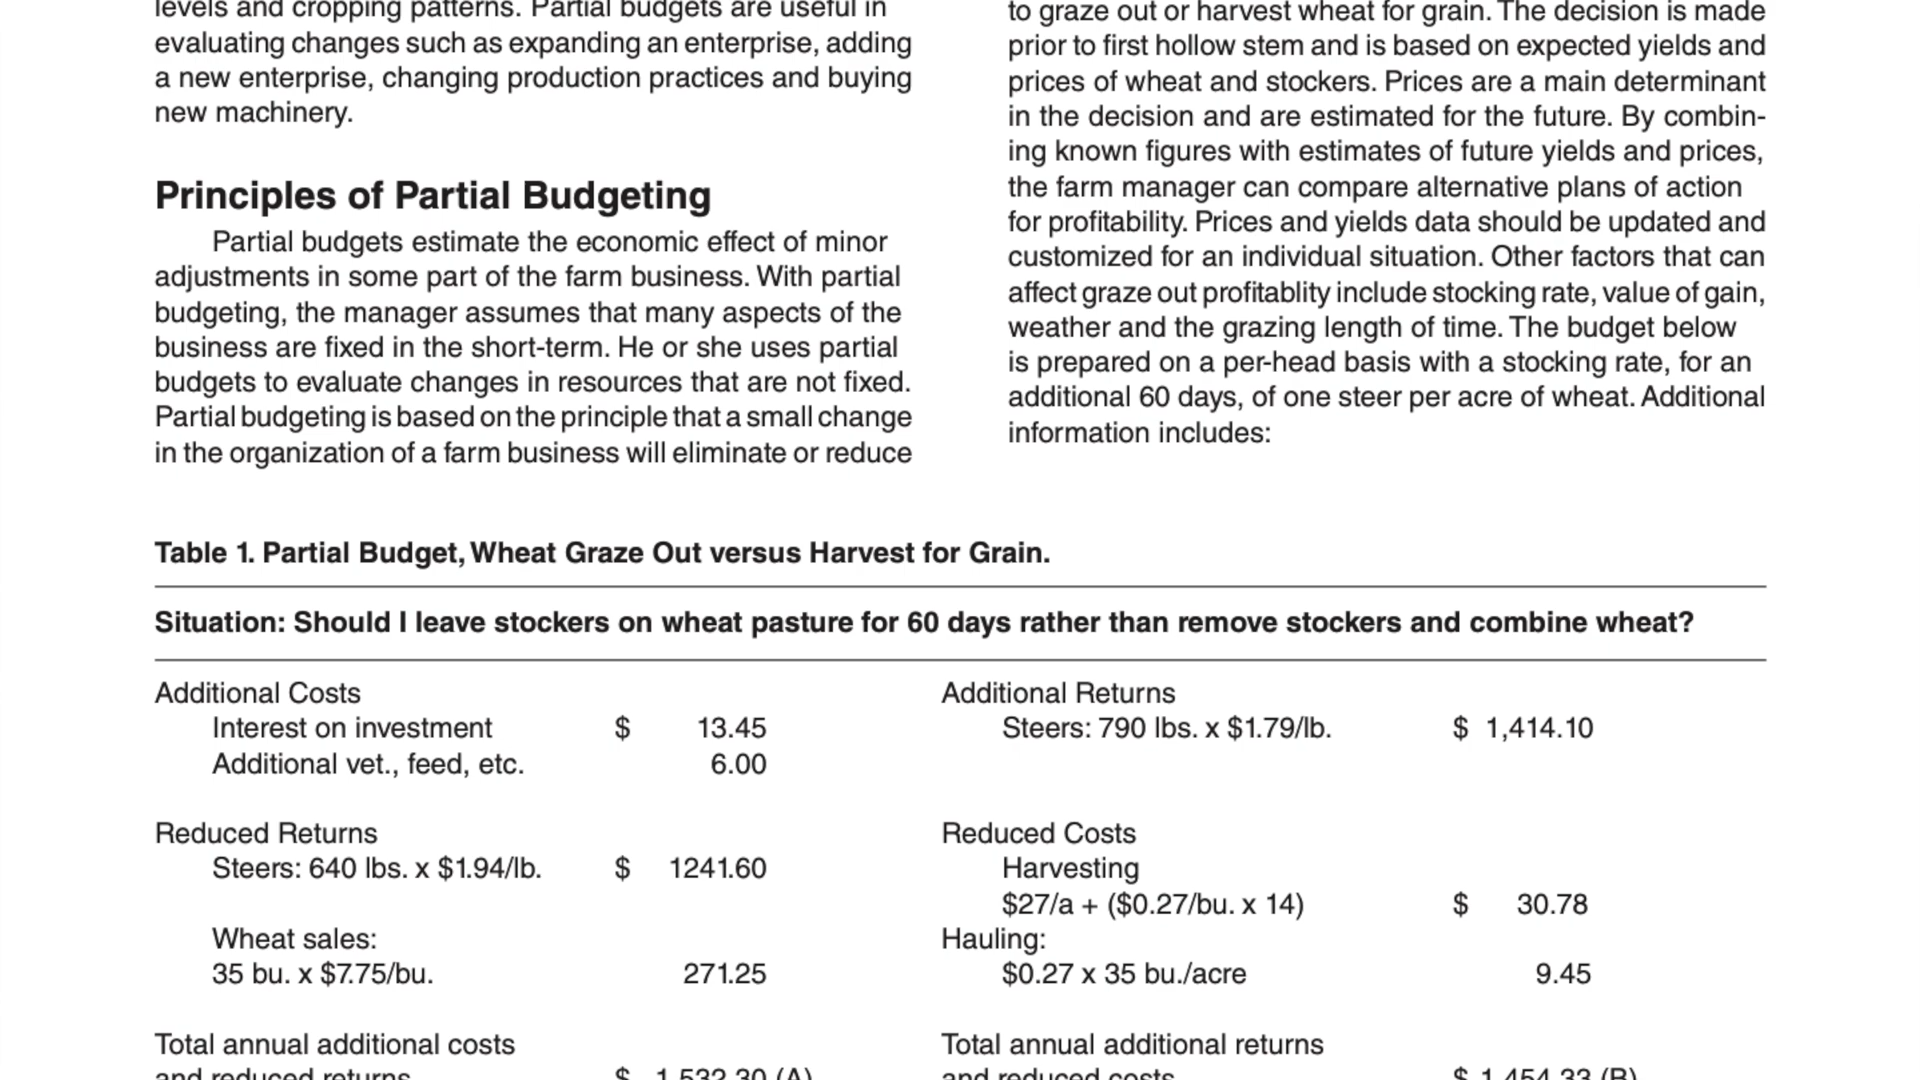 levels and cropping patterns. Partial budgets are useful in
evaluating changes such as expanding an enterprise, adding
a new enterprise, changing production practices and buying
new machinery.
Principles of Partial Budgeting
Partial budgets estimate the economic effect of minor
adjustments in some part of the farm business. With partial
budgeting, the manager assumes that many aspects of the
business are fixed in the short-term. He or she uses partial
budgets to evaluate changes in resources that are not fixed.
Partial budgeting is based on the principle that a small change
in the organization of a farm business will eliminate or reduce
to graze out or harvest wheat for grain. The decision is made
prior to first hollow stem and is based on expected yields and
prices of wheat and stockers. Prices are a main determinant
in the decision and are estimated for the future. By combin-
ing known figures with estimates of future yields and prices,
the farm manager can compare alternative plans of action
for profitability. Prices and yields data should be updated and
customized for an individual situation. Other factors that can
affect graze out profitablity include stocking rate, value of gain,
weather and the grazing length of time. The budget below
is prepared on a per-head basis with a stocking rate, for an
additional 60 days, of one steer per acre of wheat. Additional
information includes:
Table 1. Partial Budget, Wheat Graze Out versus Harvest for Grain.
Situation: Should I leave stockers on wheat pasture for 60 days rather than remove stockers and combine wheat?
Additional Costs
Interest on investment $ 13.45
Additional vet., feed, etc. 6.00
Reduced Returns
Steers: 640 lbs. x $1.94/lb. $ 1241.60
Wheat sales:
35 bu. x $7.75/bu. 271.25
Total annual additional costs
and reduced returns $ 1,532.30 (A)
Additional Returns
Steers: 790 lbs. x $1.79/lb. $ 1,414.10
Reduced Costs
Harvesting
$27/a + ($0.27/bu. x 14) $ 30.78
Hauling:
$0.27 x 35 bu./acre 9.45
Total annual additional returns
and reduced costs $ 1,454.33 (B)